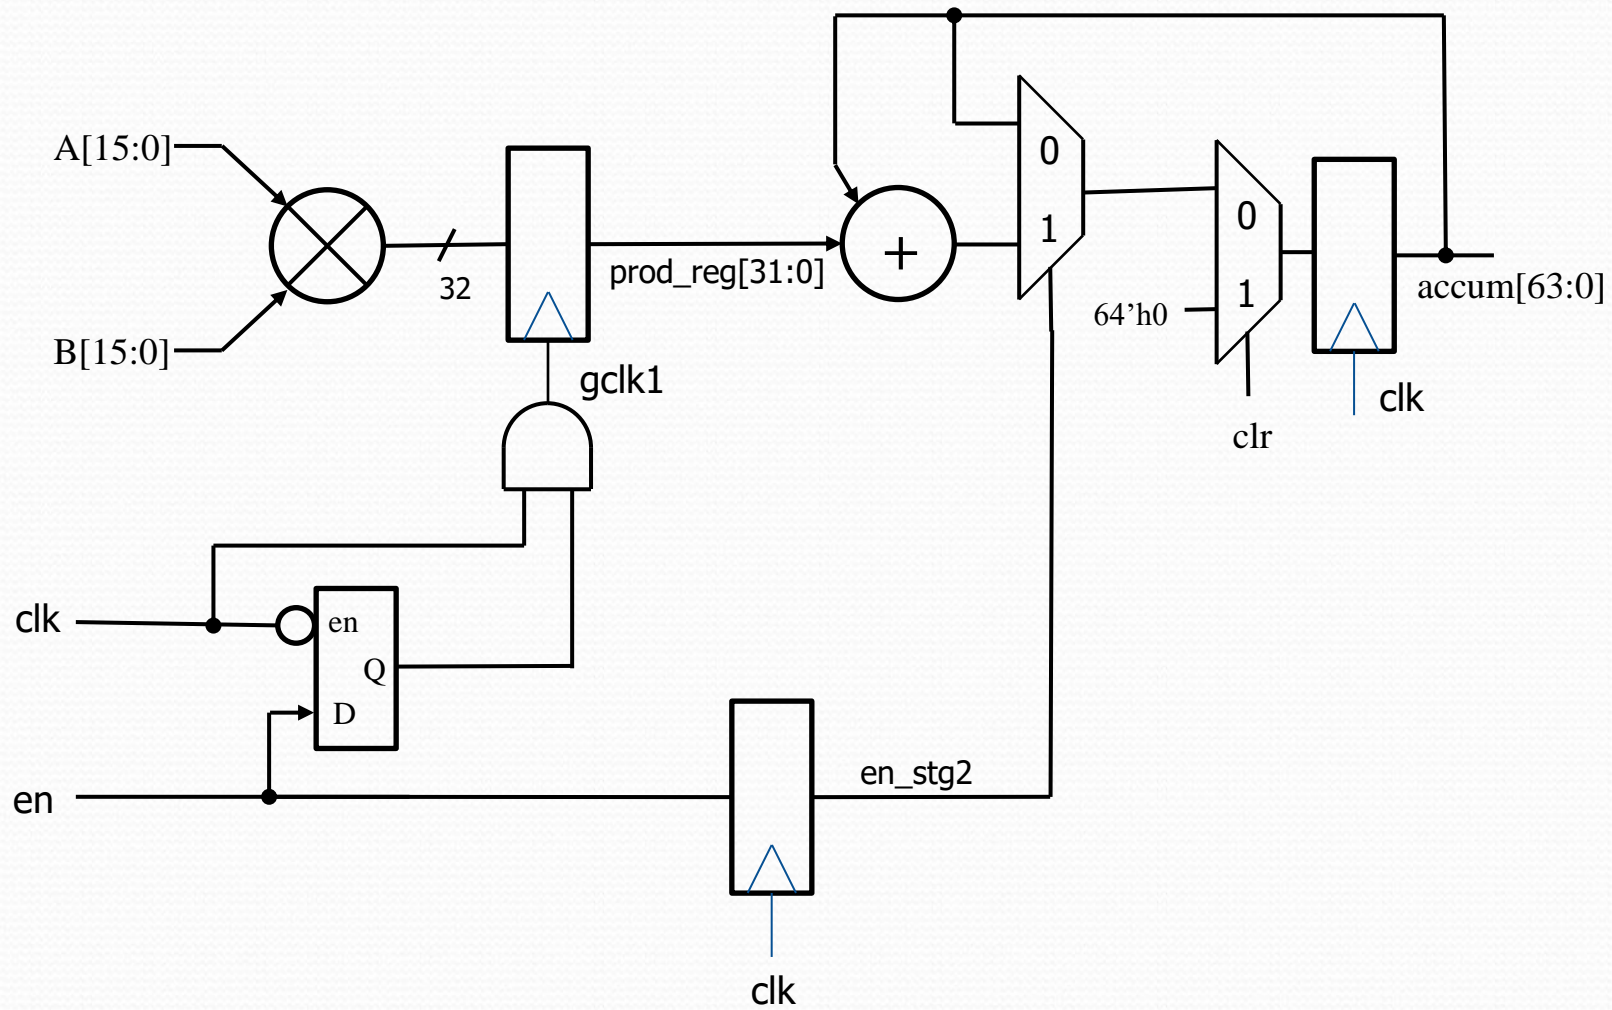 A[15:0]
B[15:0]
32
prod_reg[31:0]
+
0
1
64’h0
0
1
clr
accum[63:0]
clk
gclk1
clk
en
Q
D
en
en_stg2
clk